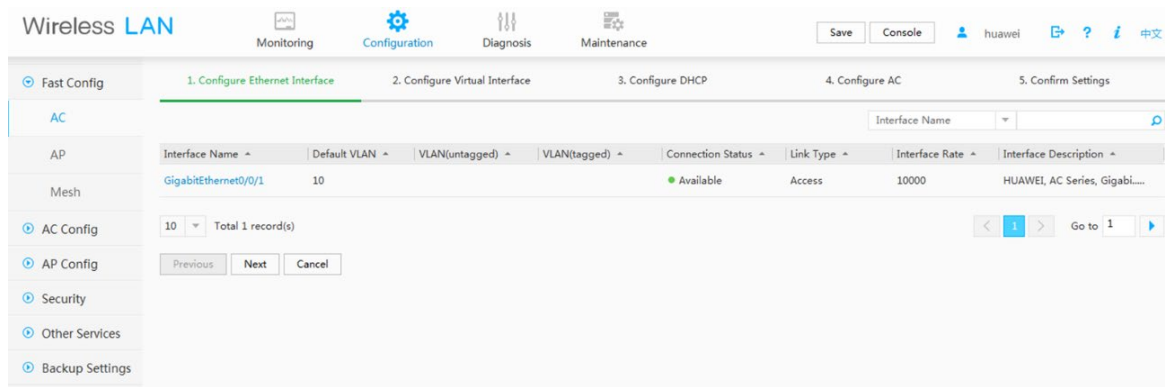 Wireless LAN
Monitoring Configuration Diagnosis Maintenance
Save Console huawei ? i 中文
Fast Config
AC
AP
Mesh
AC Config
AP Config
Security
Other Services
Backup Settings
1. Configure Ethernet Interface 2. Configure Virtual Interface 3. Configure DHCP 4. Configure AC 5. Confirm Settings
Interface Name
Interface Name Default VLAN VLAN(untagged) VLAN(tagged) Connection Status Link Type Interface Rate Interface Description
GigabitEthernet0/0/1 10 Available Access 10000 HUAWEI, AC Series, Gigabi.....
10 Total 1 record(s) < 1 > Go to 1
Previous Next Cancel